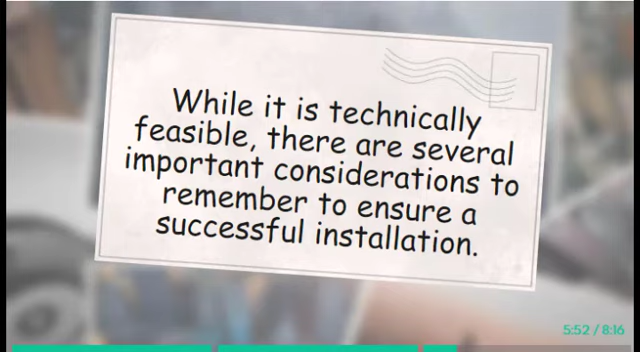 While it is technically
feasible, there are several
important considerations to
remember to ensure a
successful installation.
5:52 / 8:16